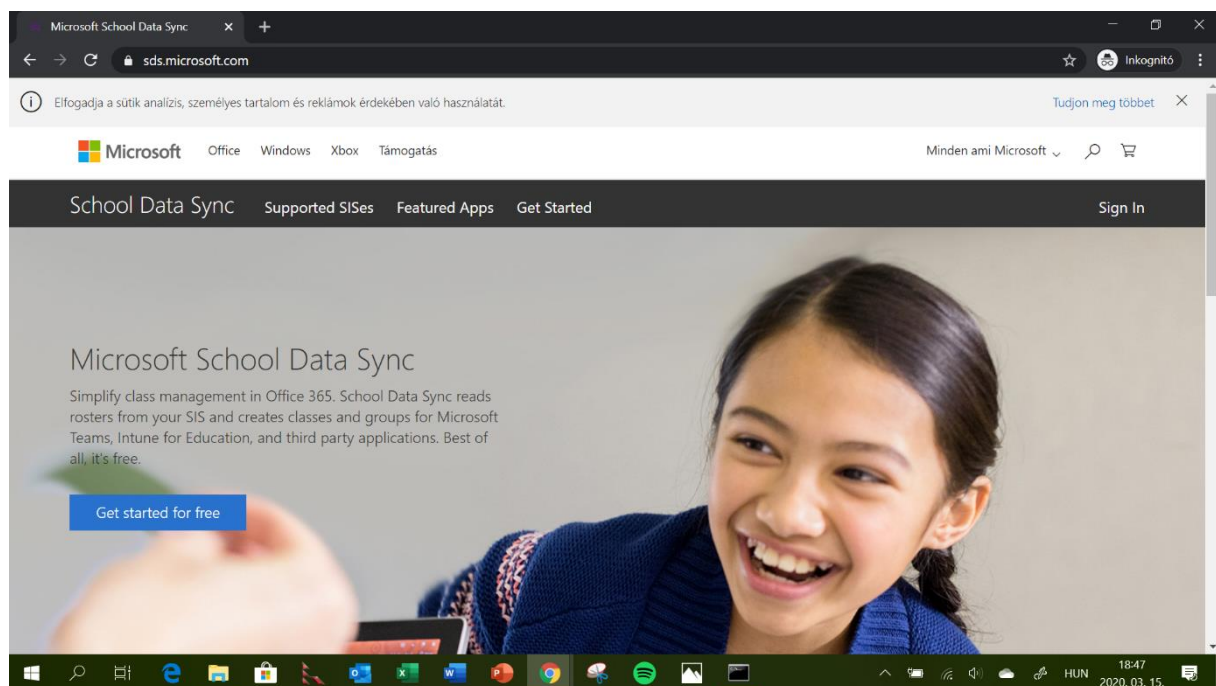 Microsoft School Data Sync
sds.microsoft.com
Inkognitó
Elfogadja a sütik analízis, személyes tartalom és reklámok érdekében való használatát.
Tudjon meg többet
Microsoft Office Windows Xbox Támogatás Minden ami Microsoft
School Data Sync Supported SISes Featured Apps Get Started Sign In
Microsoft School Data Sync
Simplify class management in Office 365. School Data Sync reads
rosters from your SIS and creates classes and groups for Microsoft
Teams, Intune for Education, and third party applications. Best of
all, it's free.
Get started for free
HUN
18:47
2020. 03. 15.